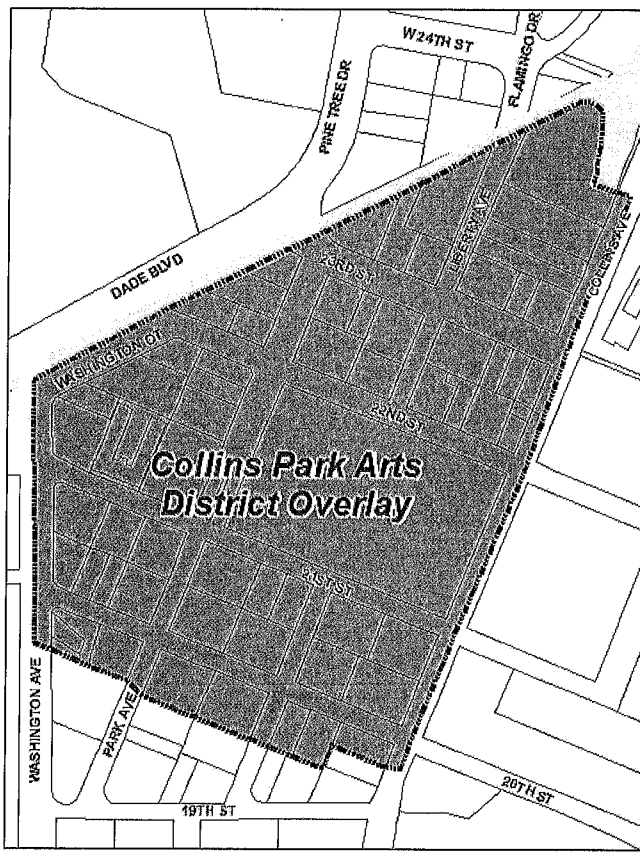 W 24TH ST
FLAMINGO DR
PINE TREE DR
DADE BLVD
LIBERTY AVE
COLLINS AVE
23RD ST
WASHINGTON CT
22ND ST
Collins Park Arts
District Overlay
21ST ST
WASHINGTON AVE
PARK AVE
19TH ST
20TH ST